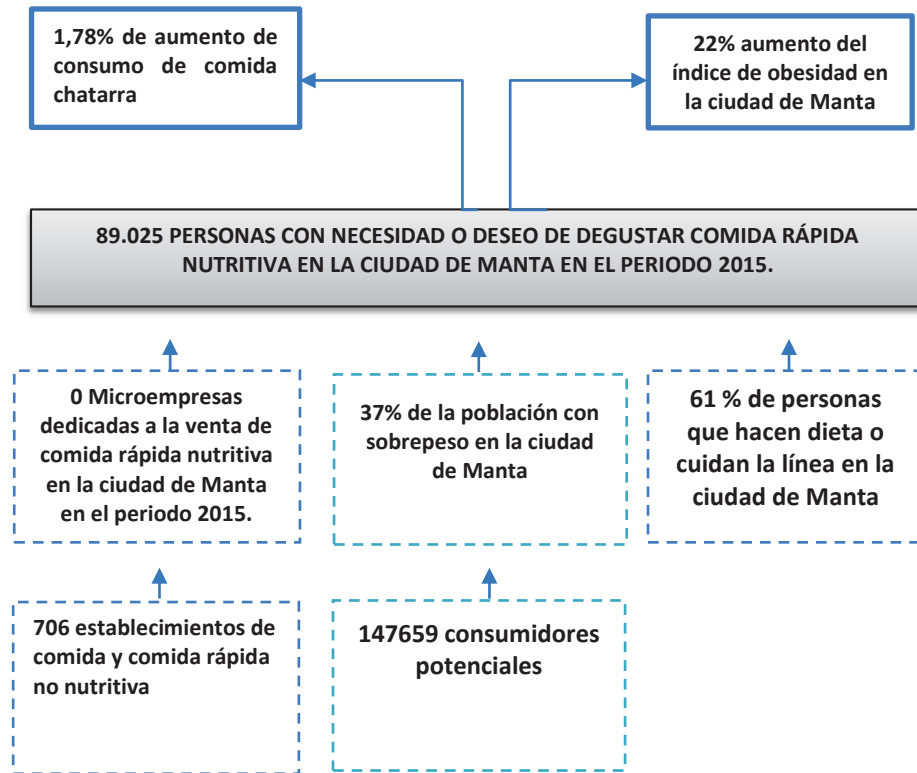 1,78% de aumento de
consumo de comida
chatarra
22% aumento del
índice de obesidad en
la ciudad de Manta
89.025 PERSONAS CON NECESIDAD O DESEO DE DEGUSTAR COMIDA RÁPIDA
NUTRITIVA EN LA CIUDAD DE MANTA EN EL PERIODO 2015.
0 Microempresas
dedicadas a la venta de
comida rápida nutritiva
en la ciudad de Manta
en el periodo 2015.
37% de la población con
sobrepeso en la ciudad
de Manta
61 % de personas
que hacen dieta o
cuidan la línea en la
ciudad de Manta
706 establecimientos de
comida y comida rápida
no nutritiva
147659 consumidores
potenciales